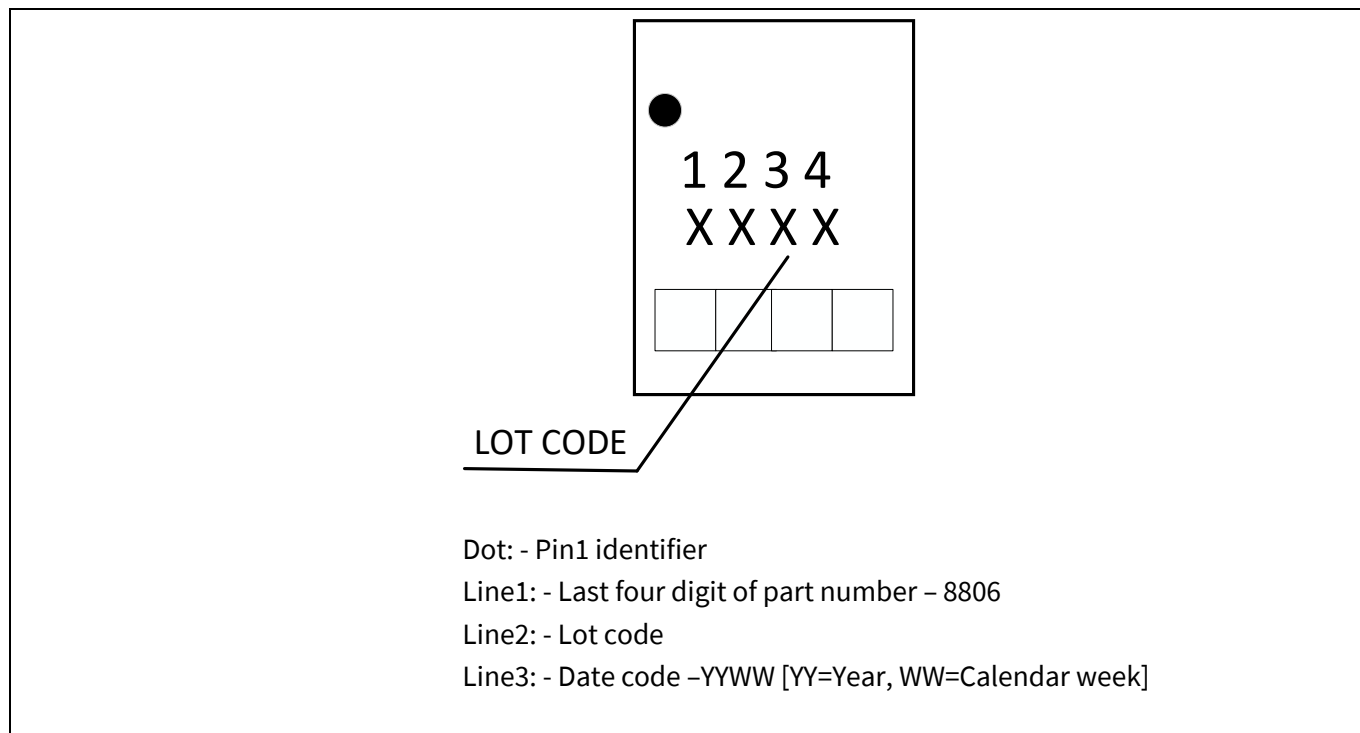 1 2 3 4
X X X X
LOT CODE
Dot: - Pin1 identifier
Line1: - Last four digit of part number – 8806
Line2: - Lot code
Line3: - Date code –YYWW [YY=Year, WW=Calendar week]